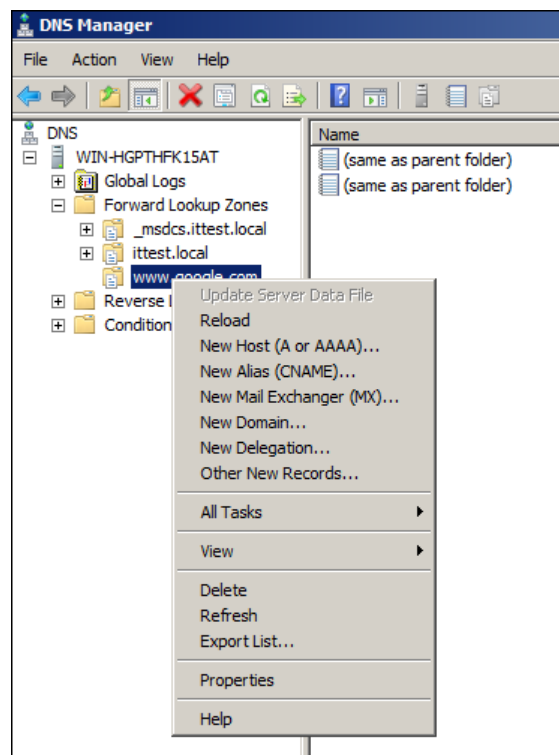 DNS Manager
File Action View Help
DNS
WIN-HGPTHFK15AT
Global Logs
Forward Lookup Zones
_msdcs.ittest.local
ittest.local
www.google.com
Reverse L
Condition
Name
(same as parent folder)
(same as parent folder)
Update Server Data File
Reload
New Host (A or AAAA)...
New Alias (CNAME)...
New Mail Exchanger (MX)...
New Domain...
New Delegation...
Other New Records...
All Tasks
View
Delete
Refresh
Export List...
Properties
Help